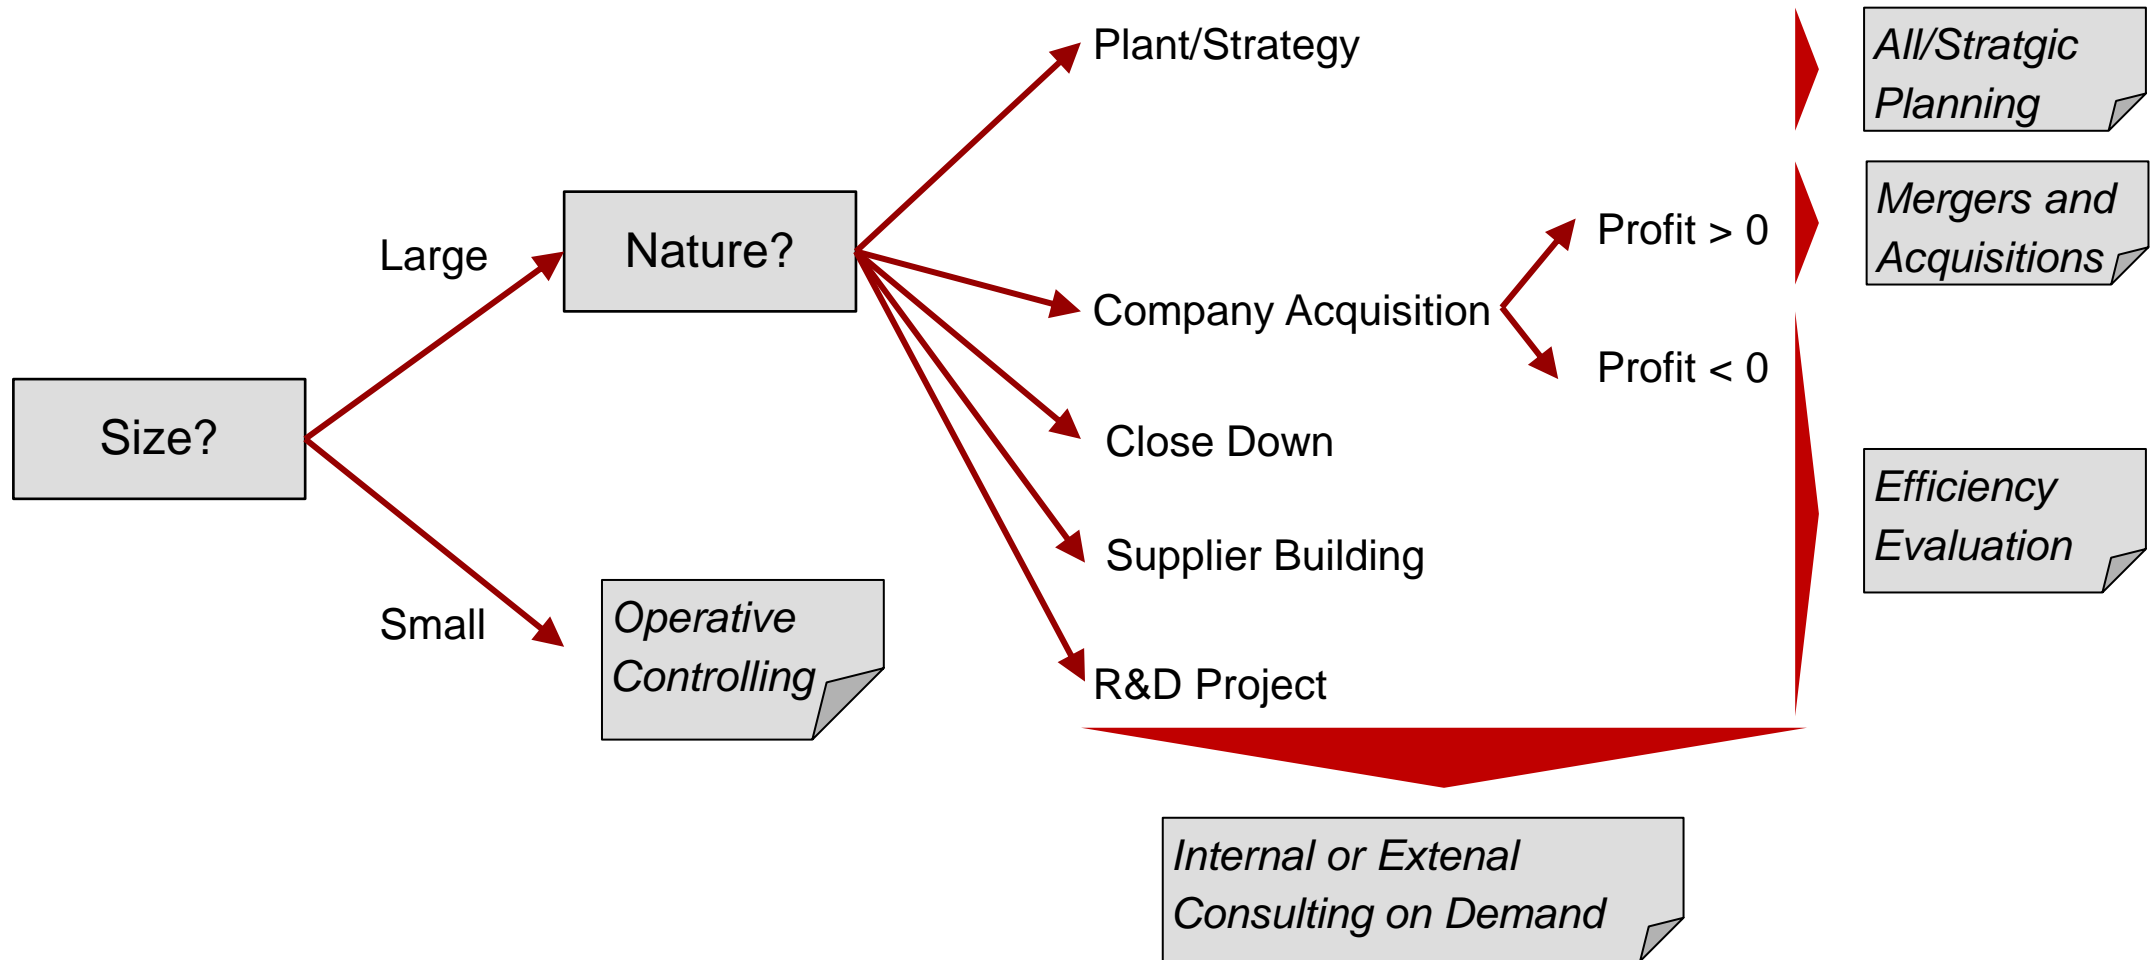 Plant/Strategy
All/Stratgic
Planning
Large
Nature?
Company Acquisition
Profit > 0
Mergers and
Acquisitions
Profit < 0
Size?
Close Down
Supplier Building
Efficiency
Evaluation
Small
Operative
Controlling
R&D Project
Internal or Extenal
Consulting on Demand